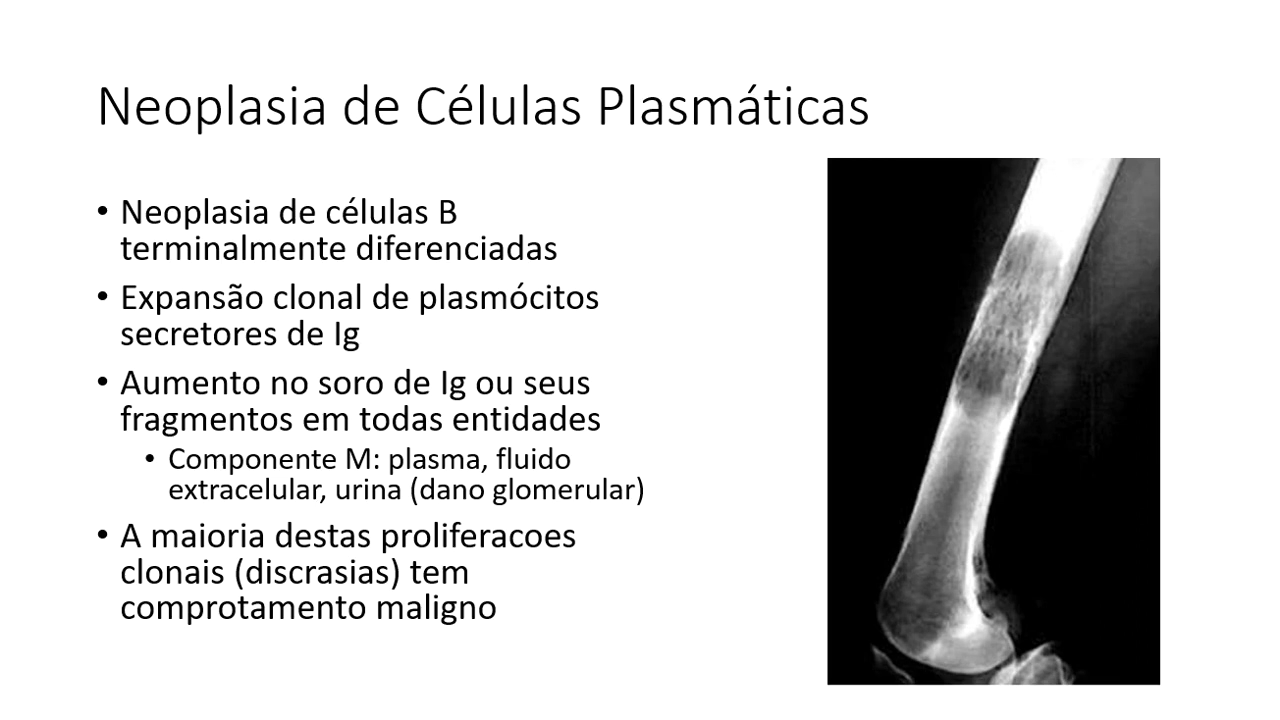 Neoplasia de Células Plasmáticas
• Neoplasia de células B
terminalmente diferenciadas
• Expansão clonal de plasmócitos
secretores de Ig
• Aumento no soro de Ig ou seus
fragmentos em todas entidades
• Componente M: plasma, fluido
extracelular, urina (dano glomerular)
• A maioria destas proliferacoes
clonais (discrasias) tem
comprotamento maligno